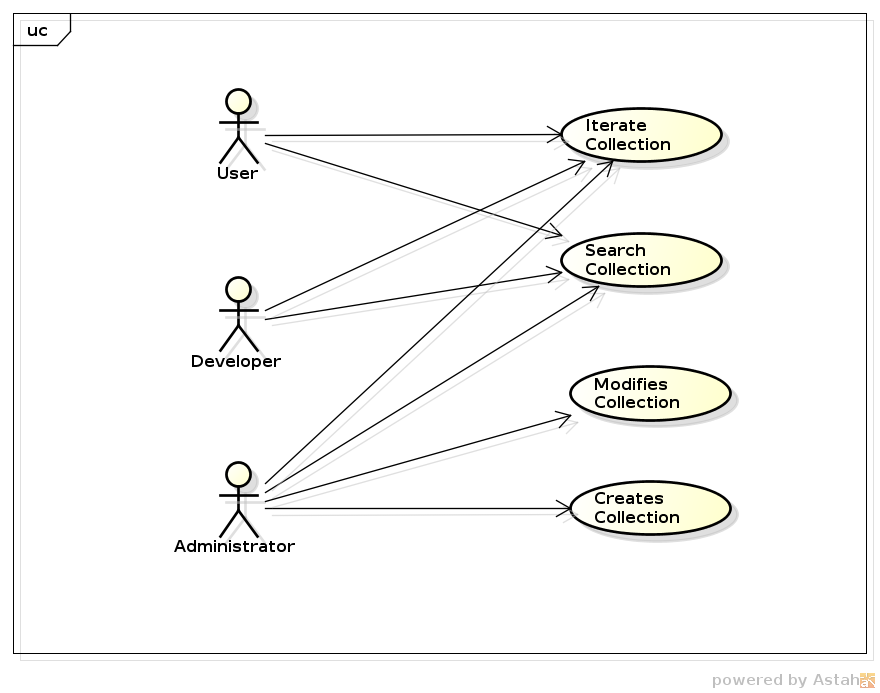 uc
User
Iterate
Collection
Search
Collection
Developer
Modifies
Collection
Administrator
Creates
Collection
powered by Astah